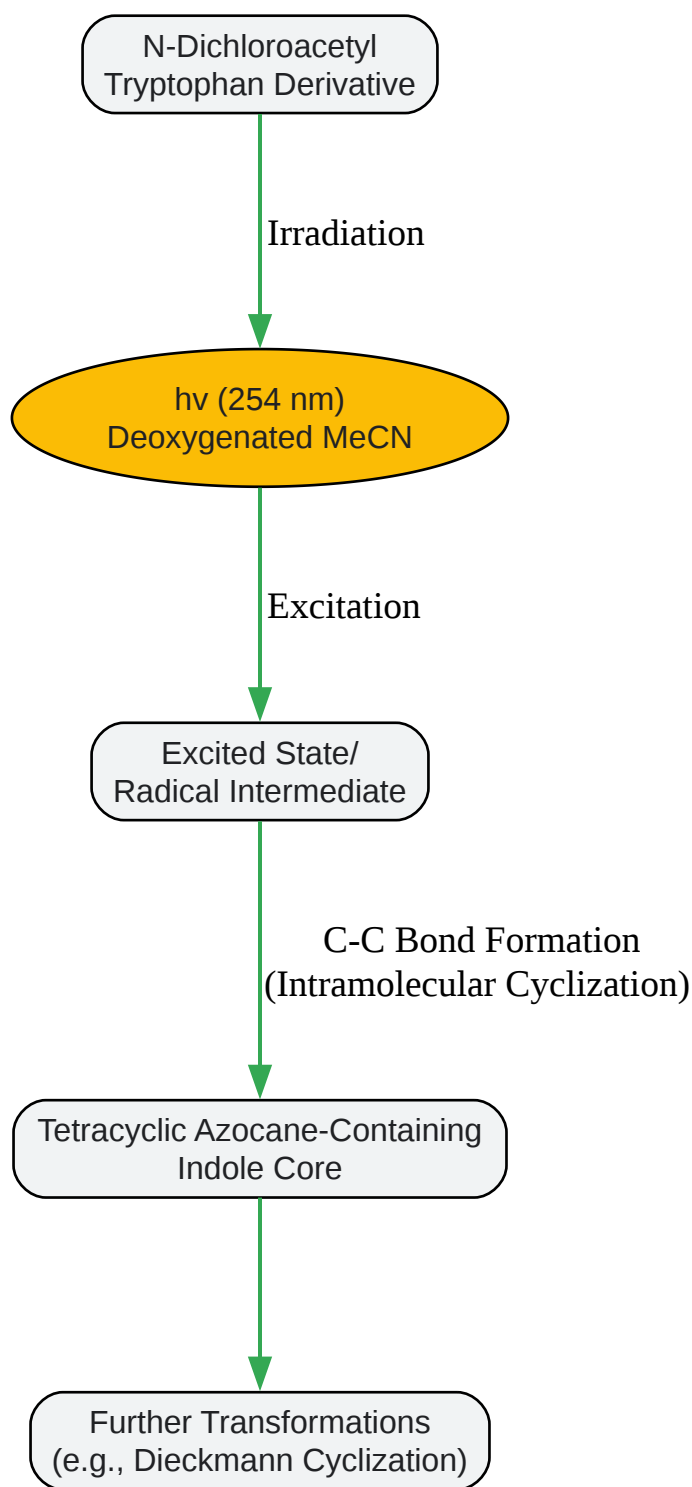 N-Dichloroacetyl
Tryptophan Derivative
Irradiation
hv (254 nm)
Deoxygenated MeCN
Excitation
Excited State/
Radical Intermediate
C-C Bond Formation
(Intramolecular Cyclization)
Tetracyclic Azocane-Containing
Indole Core
Further Transformations
(e.g., Dieckmann Cyclization)